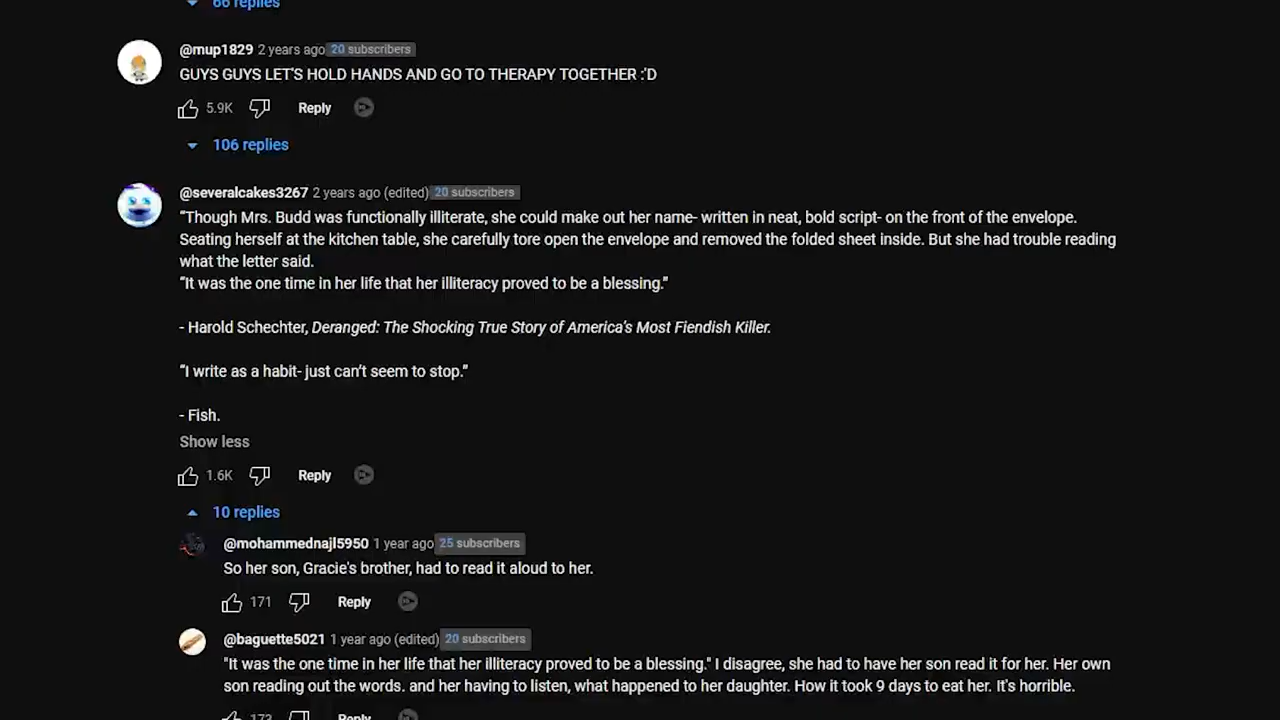 66 replies
@mup1829 2 years ago 20 subscribers
GUYS GUYS LET'S HOLD HANDS AND GO TO THERAPY TOGETHER :'D
5.9K Reply
106 replies
@severalcakes3267 2 years ago (edited) 20 subscribers
“Though Mrs. Budd was functionally illiterate, she could make out her name- written in neat, bold script- on the front of the envelope.
Seating herself at the kitchen table, she carefully tore open the envelope and removed the folded sheet inside. But she had trouble reading
what the letter said.
“It was the one time in her life that her illiteracy proved to be a blessing.”
- Harold Schechter, Deranged: The Shocking True Story of America’s Most Fiendish Killer.
“I write as a habit- just can’t seem to stop.”
- Fish.
Show less
1.6K Reply
10 replies
@mohammednajl5950 1 year ago 25 subscribers
So her son, Gracie's brother, had to read it aloud to her.
171 Reply
@baguette5021 1 year ago (edited) 20 subscribers
"It was the one time in her life that her illiteracy proved to be a blessing." I disagree, she had to have her son read it for her. Her own
son reading out the words. and her having to listen, what happened to her daughter. How it took 9 days to eat her. It's horrible.
173 Reply